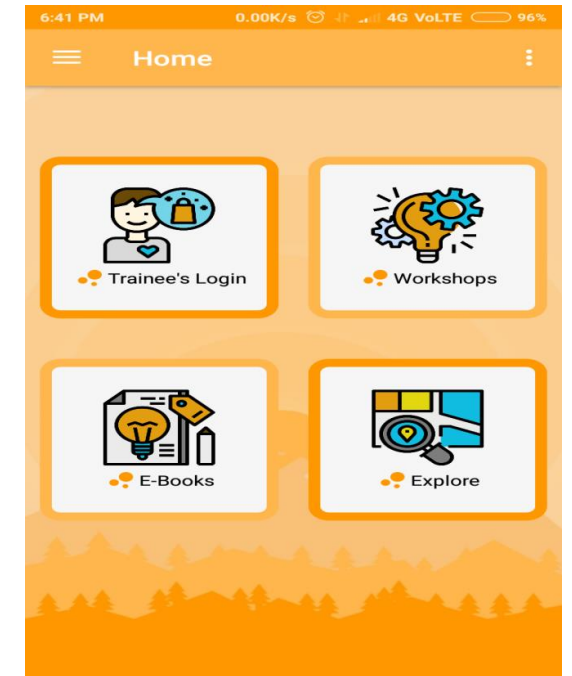 6:41 PM 0.00K/s 4G VoLTE 96%
Home
Trainee's Login
Workshops
E-Books
Explore